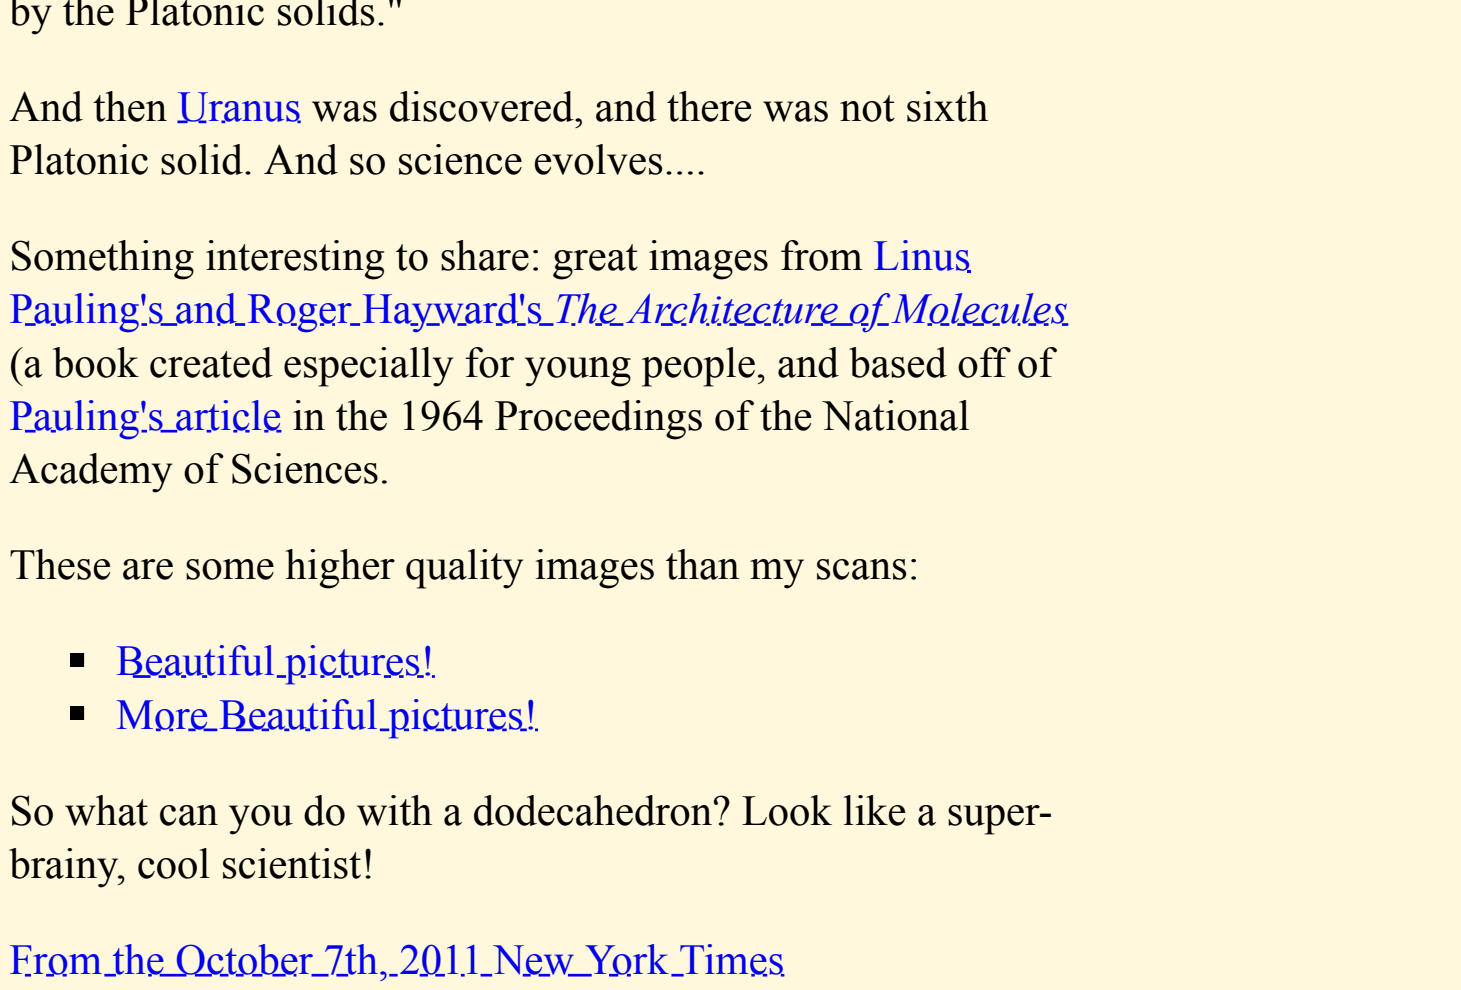 by the Platonic solids."
And then Uranus was discovered, and there was not sixth
Platonic solid. And so science evolves....
Something interesting to share: great images from Linus
Pauling's and Roger Hayward's The Architecture of Molecules
(a book created especially for young people, and based off of
Pauling's article in the 1964 Proceedings of the National
Academy of Sciences.
These are some higher quality images than my scans:
Beautiful pictures!
More Beautiful pictures!
So what can you do with a dodecahedron? Look like a super-
brainy, cool scientist!
From the October 7th, 2011 New York Times